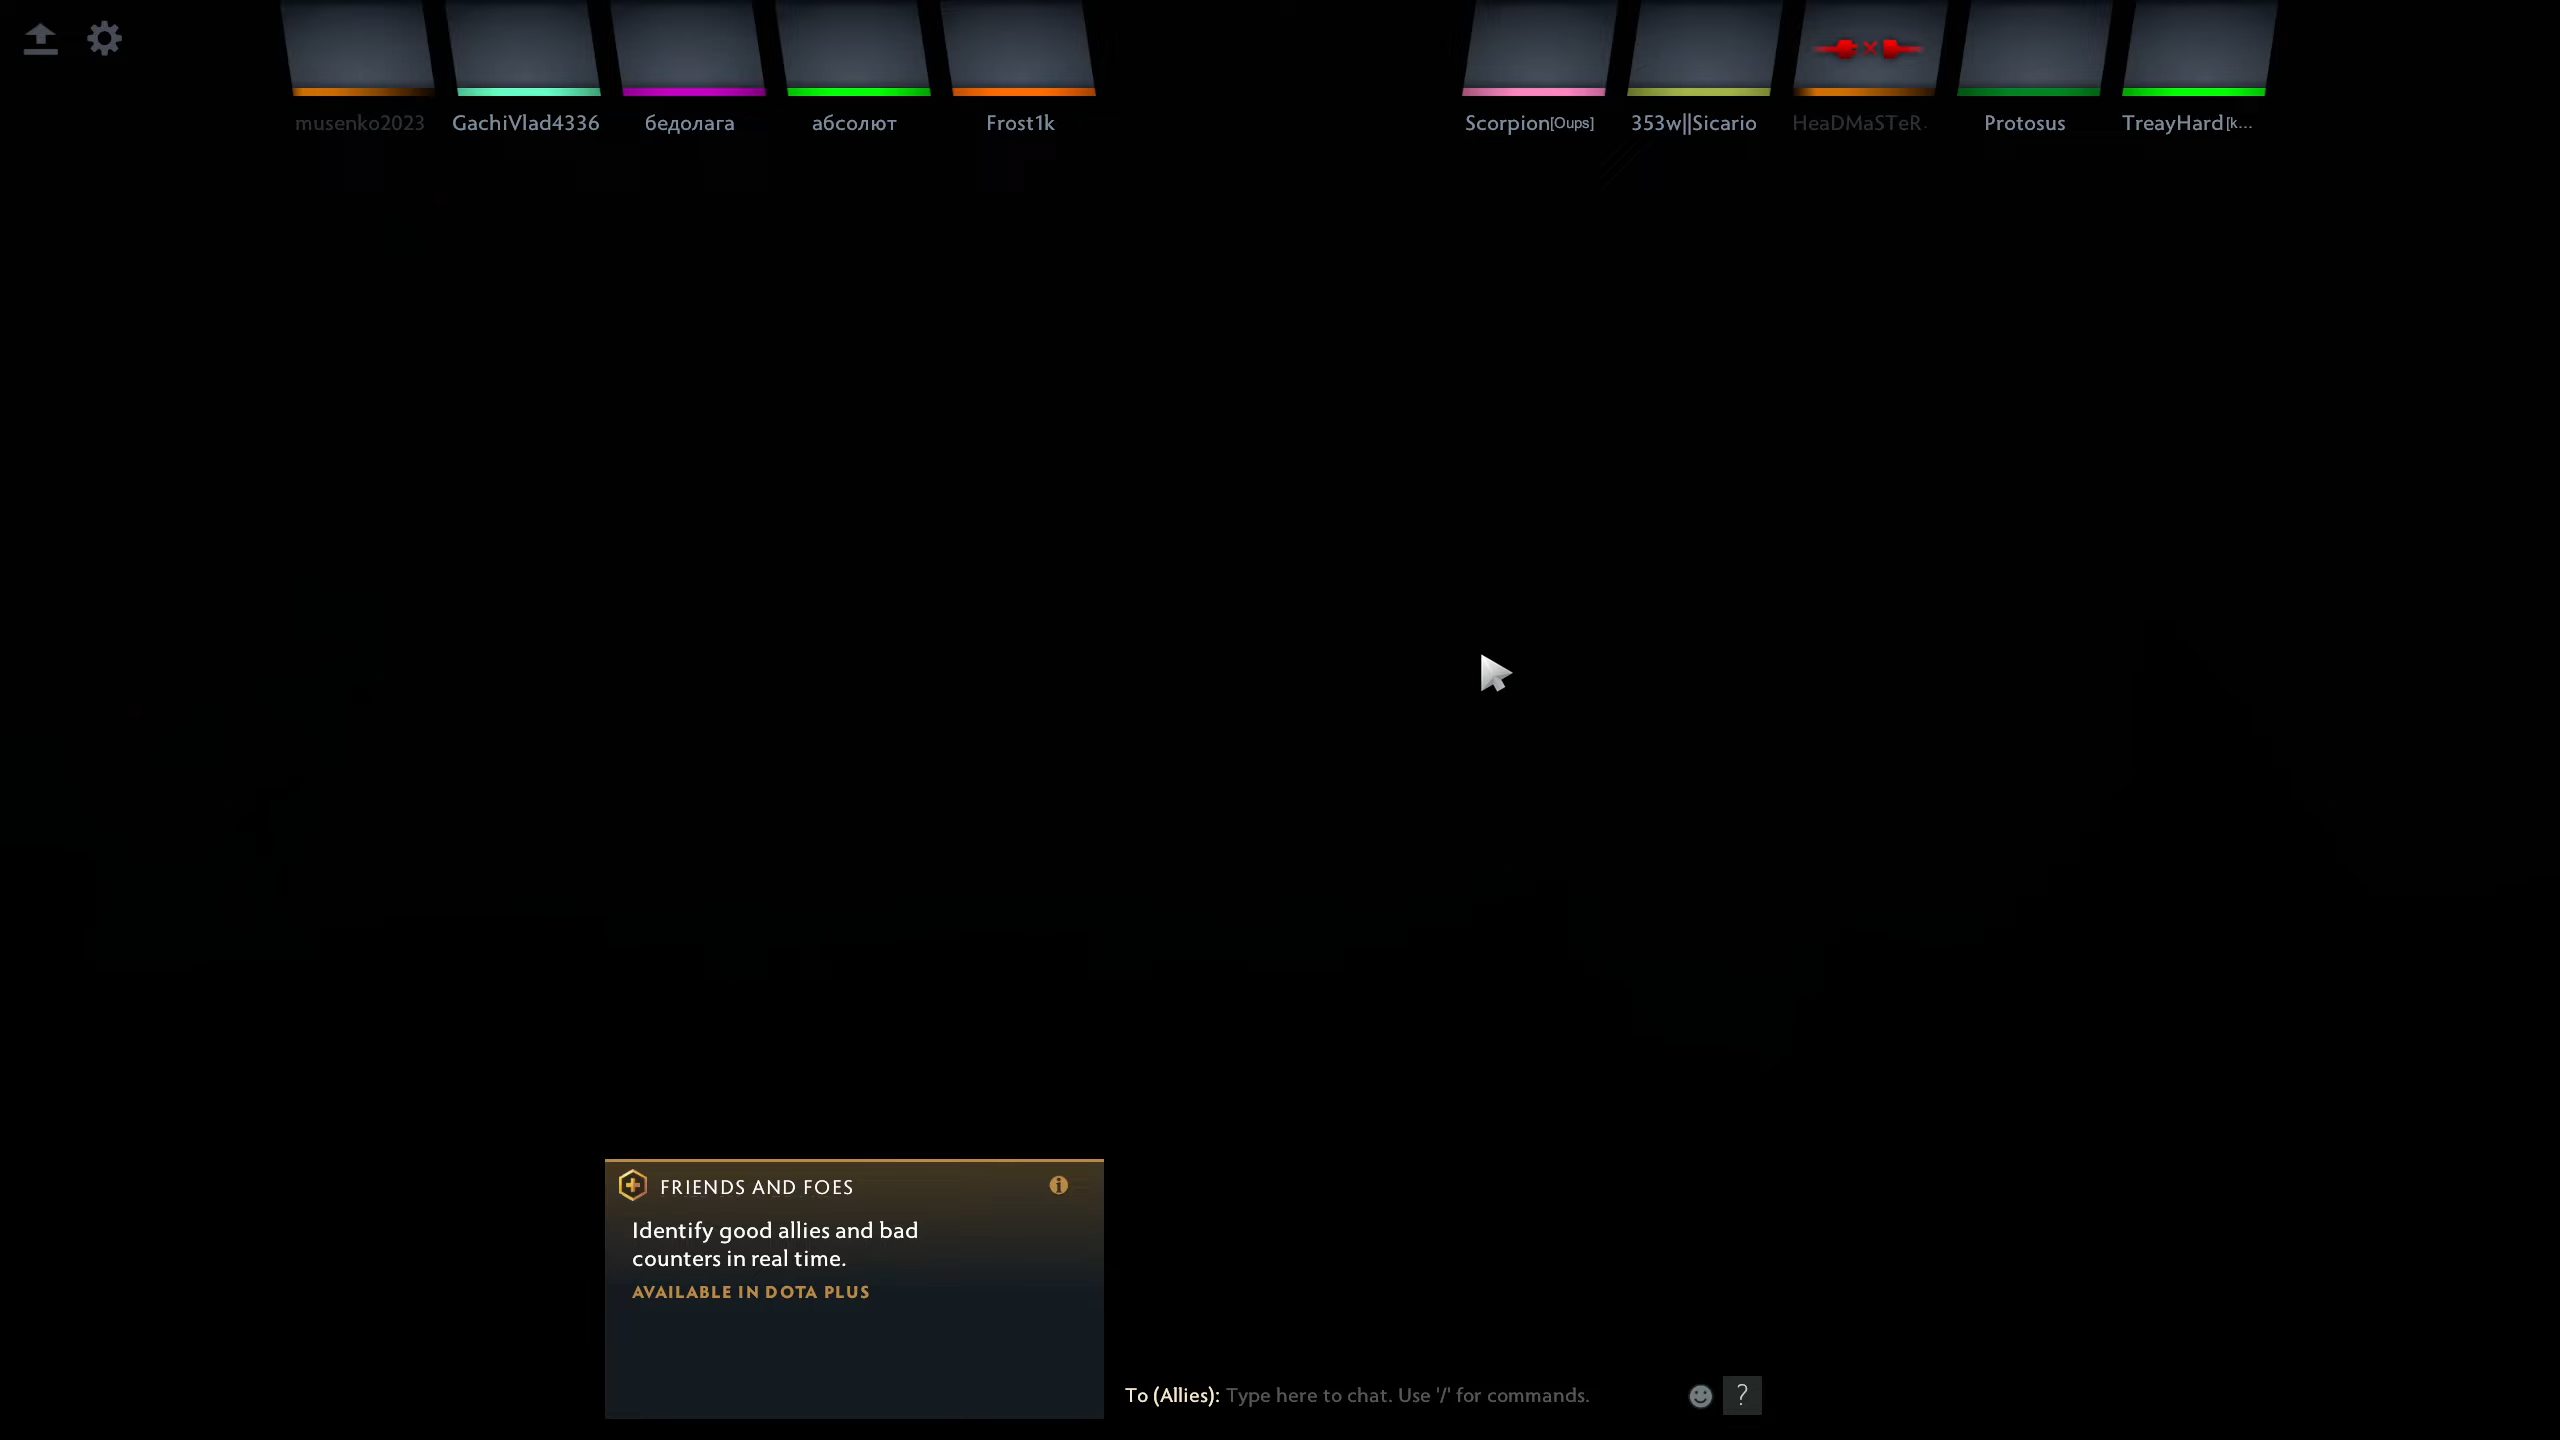 musenko2023
GachiVlad4336
бедолага
абсолют
Frost1k
Scorpion[Oups]
353w||Sicario
HeaDMaSTeR
Protosus
TreayHard[k...
FRIENDS AND FOES
Identify good allies and bad
counters in real time.
AVAILABLE IN DOTA PLUS
To (Allies): Type here to chat. Use '/' for commands.
?